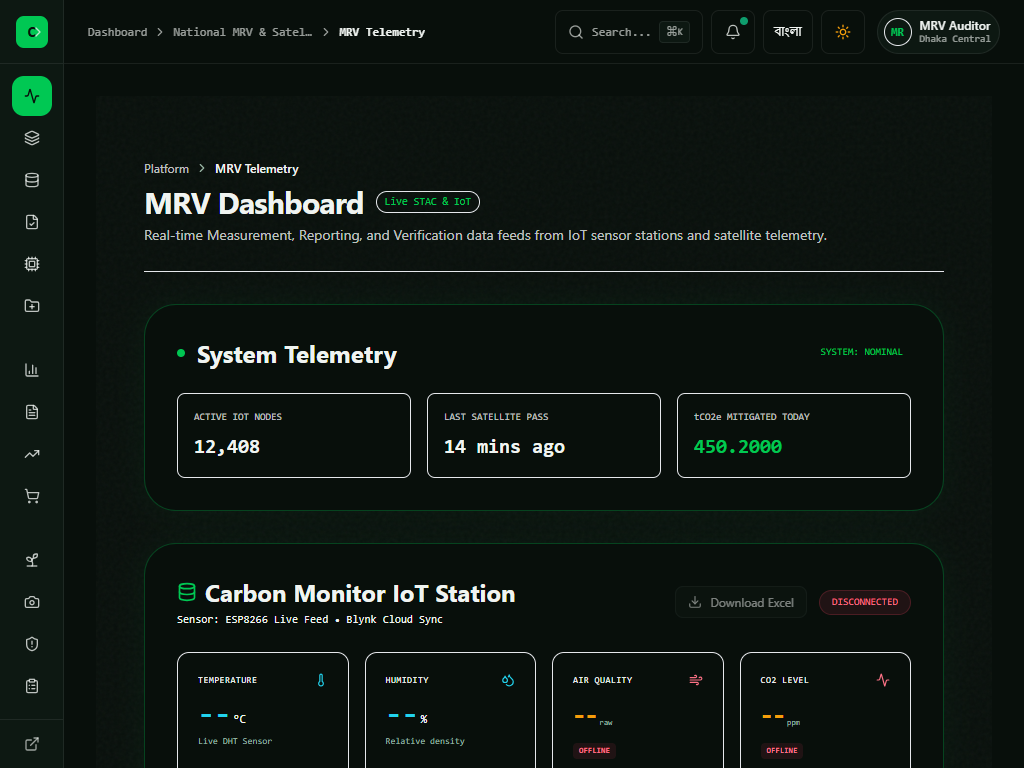 C>
Dashboard > National MRV & Satel… > MRV Telemetry
Search... ⌘K
বাংলা
MR
MRV Auditor
Dhaka Central
Platform > MRV Telemetry
MRV Dashboard
Live STAC & IoT
Real-time Measurement, Reporting, and Verification data feeds from IoT sensor stations and satellite telemetry.
System Telemetry
SYSTEM: NOMINAL
ACTIVE IOT NODES
12,408
LAST SATELLITE PASS
14 mins ago
tCO2e MITIGATED TODAY
450.2000
Carbon Monitor IoT Station
Sensor: ESP8266 Live Feed • Blynk Cloud Sync
Download Excel
DISCONNECTED
TEMPERATURE
-- °C
Live DHT Sensor
HUMIDITY
-- %
Relative density
AIR QUALITY
-- raw
OFFLINE
CO2 LEVEL
-- ppm
OFFLINE